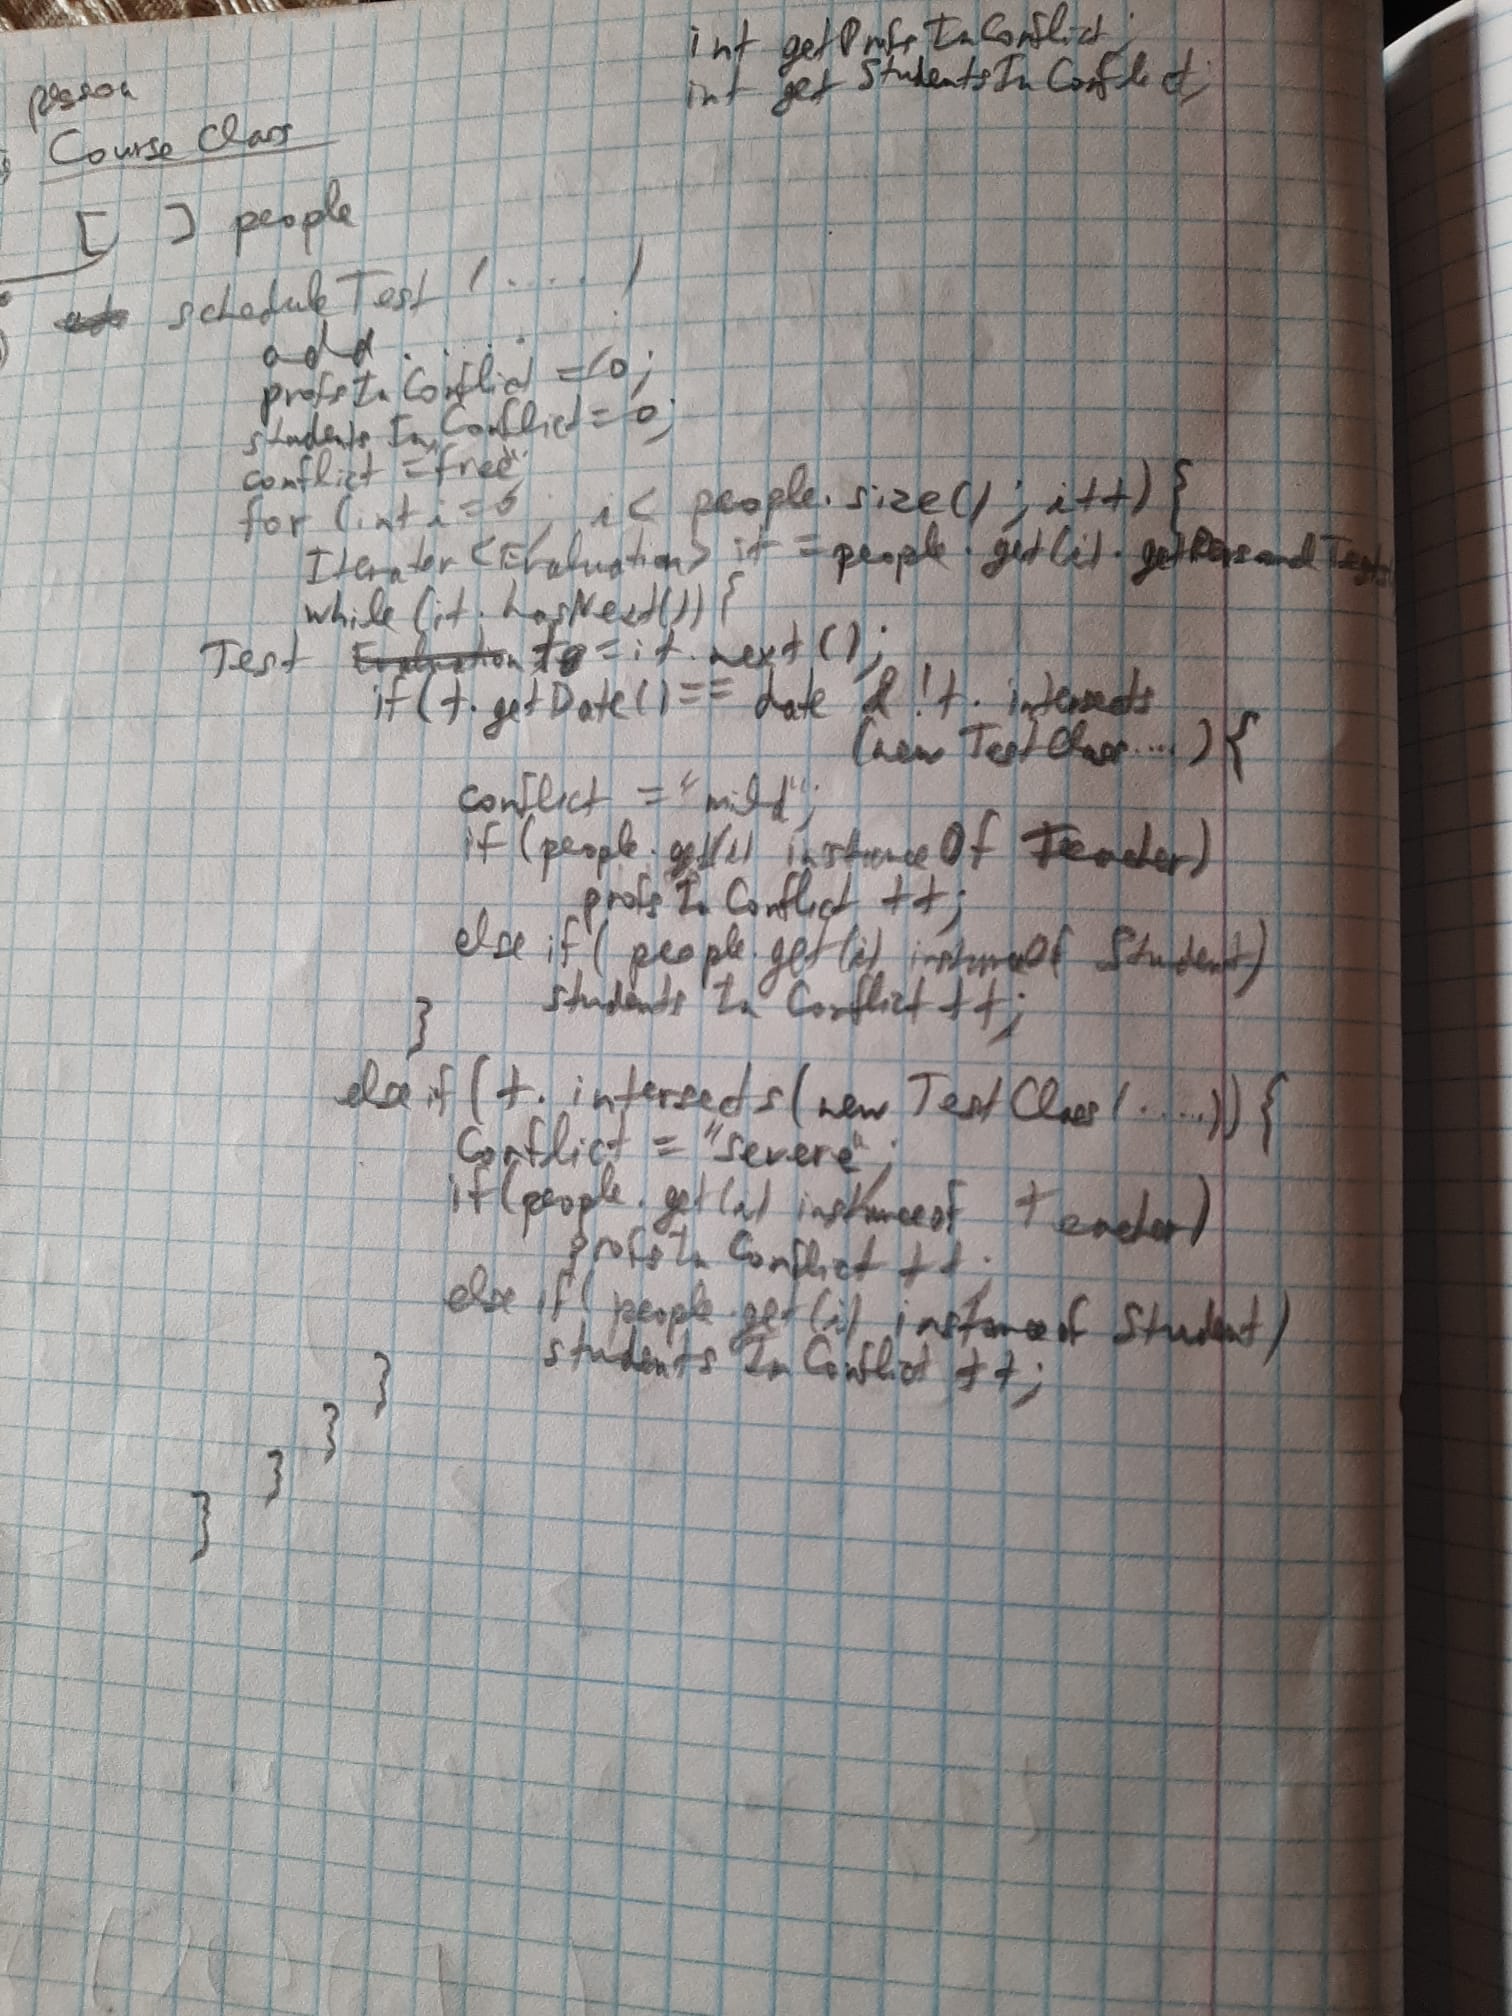 int getProfsInConflict;
int getStudentsInConflict;
person
Course Class
[ ] people
scheduleTest (.....)
add ......
profsInConflict = 0;
studentsInConflict = 0;
conflict = free";
for (int i=0; i< people.size(); i++) {
Iterator <Evaluation> it = people.get(i).getPersonalTests
while (it.hasNext()) {
Test Evaluation t = it.next();
if (t.getDate() == date & !t.intersects
(new TestClass....) {
conflict = "mild";
if (people.get(i) instanceOf Teacher)
profsInConflict ++;
else if ( people.get(i) instanceOf Student)
studentsInConflict ++;
}
else if (t. intersects (new TestClass (.....)) {
Conflict = "severe";
if (people.get(i) instanceof Teacher)
profsInConflict ++;
else if ( people.get(i) instanceof Student)
studentsInConflict ++;
}
}
}
}